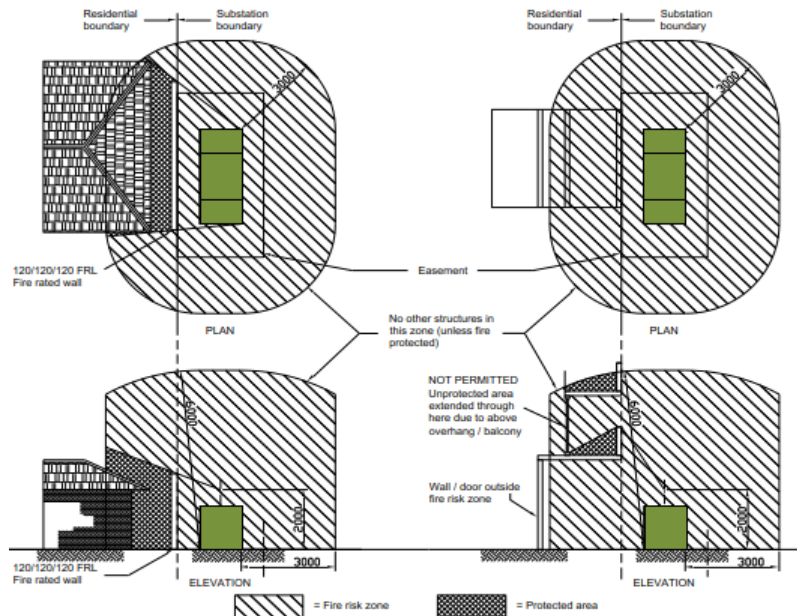 Residential
boundary
Substation
boundary
Residential
boundary
Substation
boundary
3000
3000
120/120/120 FRL
Fire rated wall
Easement
No other structures in
this zone (unless fire
protected)
PLAN
PLAN
NOT PERMITTED
Unprotected area
extended through
here due to above
overhang / balcony
6000
6000
Wall / door outside
fire risk zone
2000
2000
120/120/120 FRL
Fire rated wall
3000
3000
ELEVATION
ELEVATION
= Fire risk zone
= Protected area